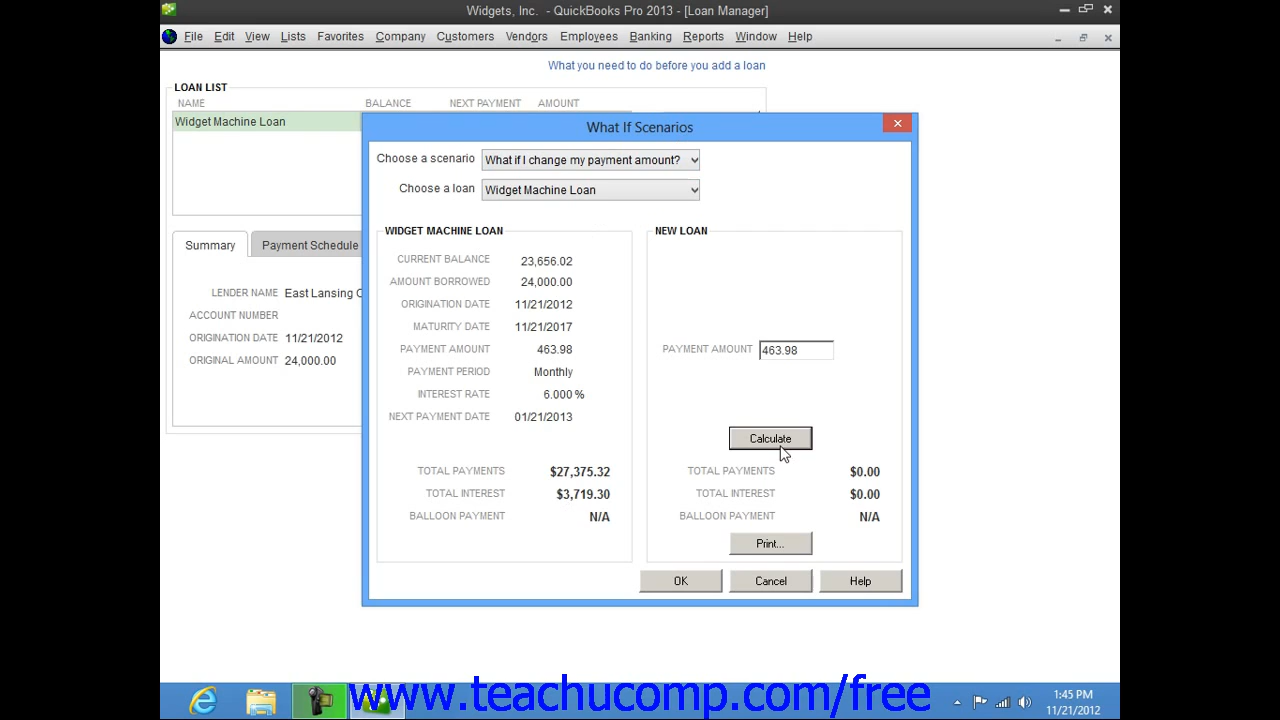 Widgets, Inc. - QuickBooks Pro 2013 - [Loan Manager]
File Edit View Lists Favorites Company Customers Vendors Employees Banking Reports Window Help
What you need to do before you add a loan
LOAN LIST
NAME BALANCE NEXT PAYMENT AMOUNT
Widget Machine Loan
What If Scenarios
Choose a scenario What if I change my payment amount?
Choose a loan Widget Machine Loan
Summary Payment Schedule
LENDER NAME East Lansing
ACCOUNT NUMBER
ORIGINATION DATE 11/21/2012
ORIGINAL AMOUNT 24,000.00
WIDGET MACHINE LOAN
CURRENT BALANCE 23,656.02
AMOUNT BORROWED 24,000.00
ORIGINATION DATE 11/21/2012
MATURITY DATE 11/21/2017
PAYMENT AMOUNT 463.98
PAYMENT PERIOD Monthly
INTEREST RATE 6.000 %
NEXT PAYMENT DATE 01/21/2013
TOTAL PAYMENTS $27,375.32
TOTAL INTEREST $3,719.30
BALLOON PAYMENT N/A
NEW LOAN
PAYMENT AMOUNT 463.98
Calculate
TOTAL PAYMENTS $0.00
TOTAL INTEREST $0.00
BALLOON PAYMENT N/A
Print...
OK Cancel Help
www.teachucomp.com/free
1:45 PM
11/21/2012